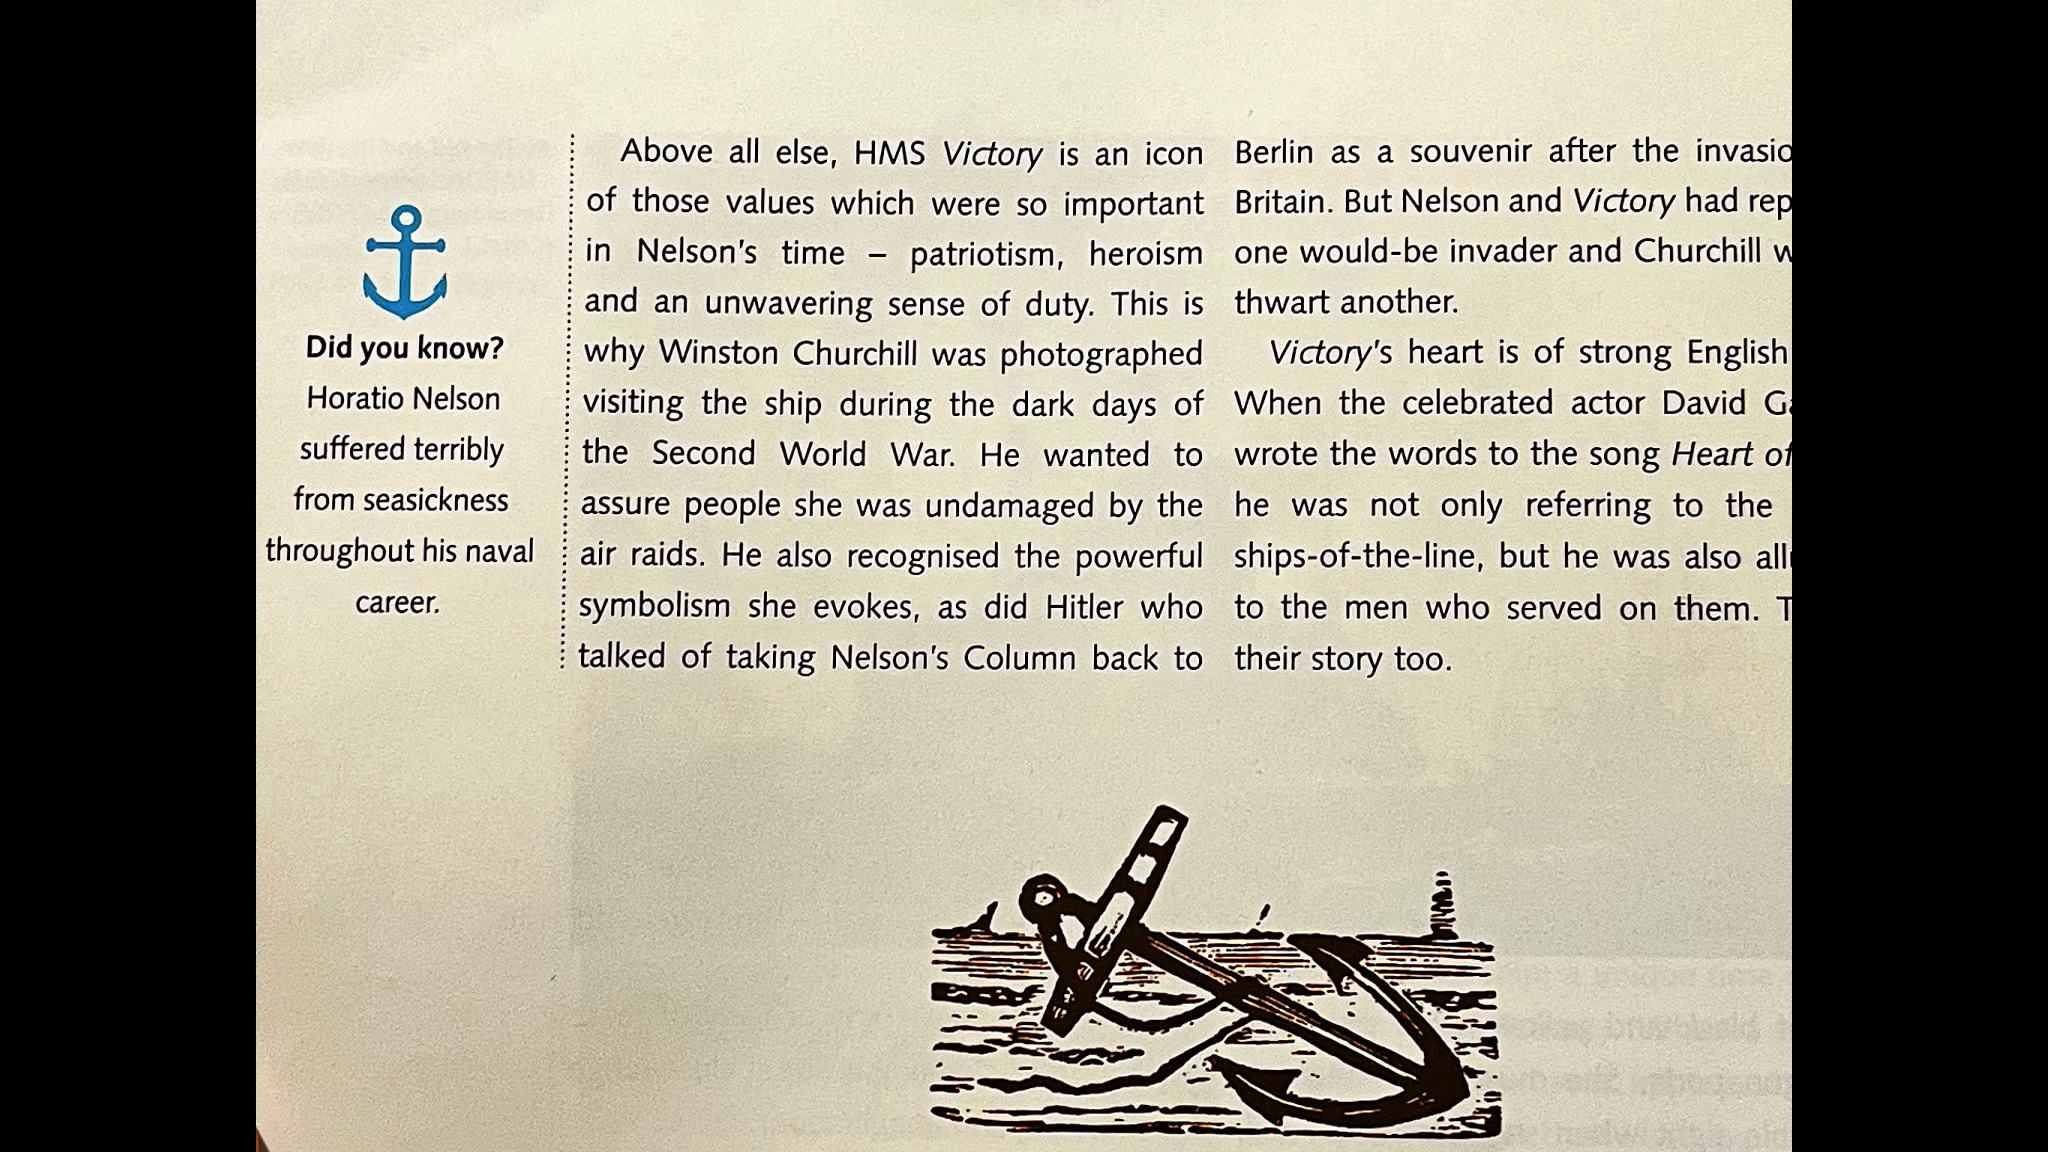 Did you know?
Horatio Nelson
suffered terribly
from seasickness
throughout his naval
career.
Above all else, HMS Victory is an icon
of those values which were so important
in Nelson's time – patriotism, heroism
and an unwavering sense of duty. This is
why Winston Churchill was photographed
visiting the ship during the dark days of
the Second World War. He wanted to
assure people she was undamaged by the
air raids. He also recognised the powerful
symbolism she evokes, as did Hitler who
talked of taking Nelson's Column back to
Berlin as a souvenir after the
Britain. But Nelson and Victory had
one would-be invader and Churchill
thwart another.
Victory's heart is of strong English
When the celebrated actor David
wrote the words to the song Heart of
he was not only referring to the
ships-of-the-line, but he was also
to the men who served on them.
their story too.